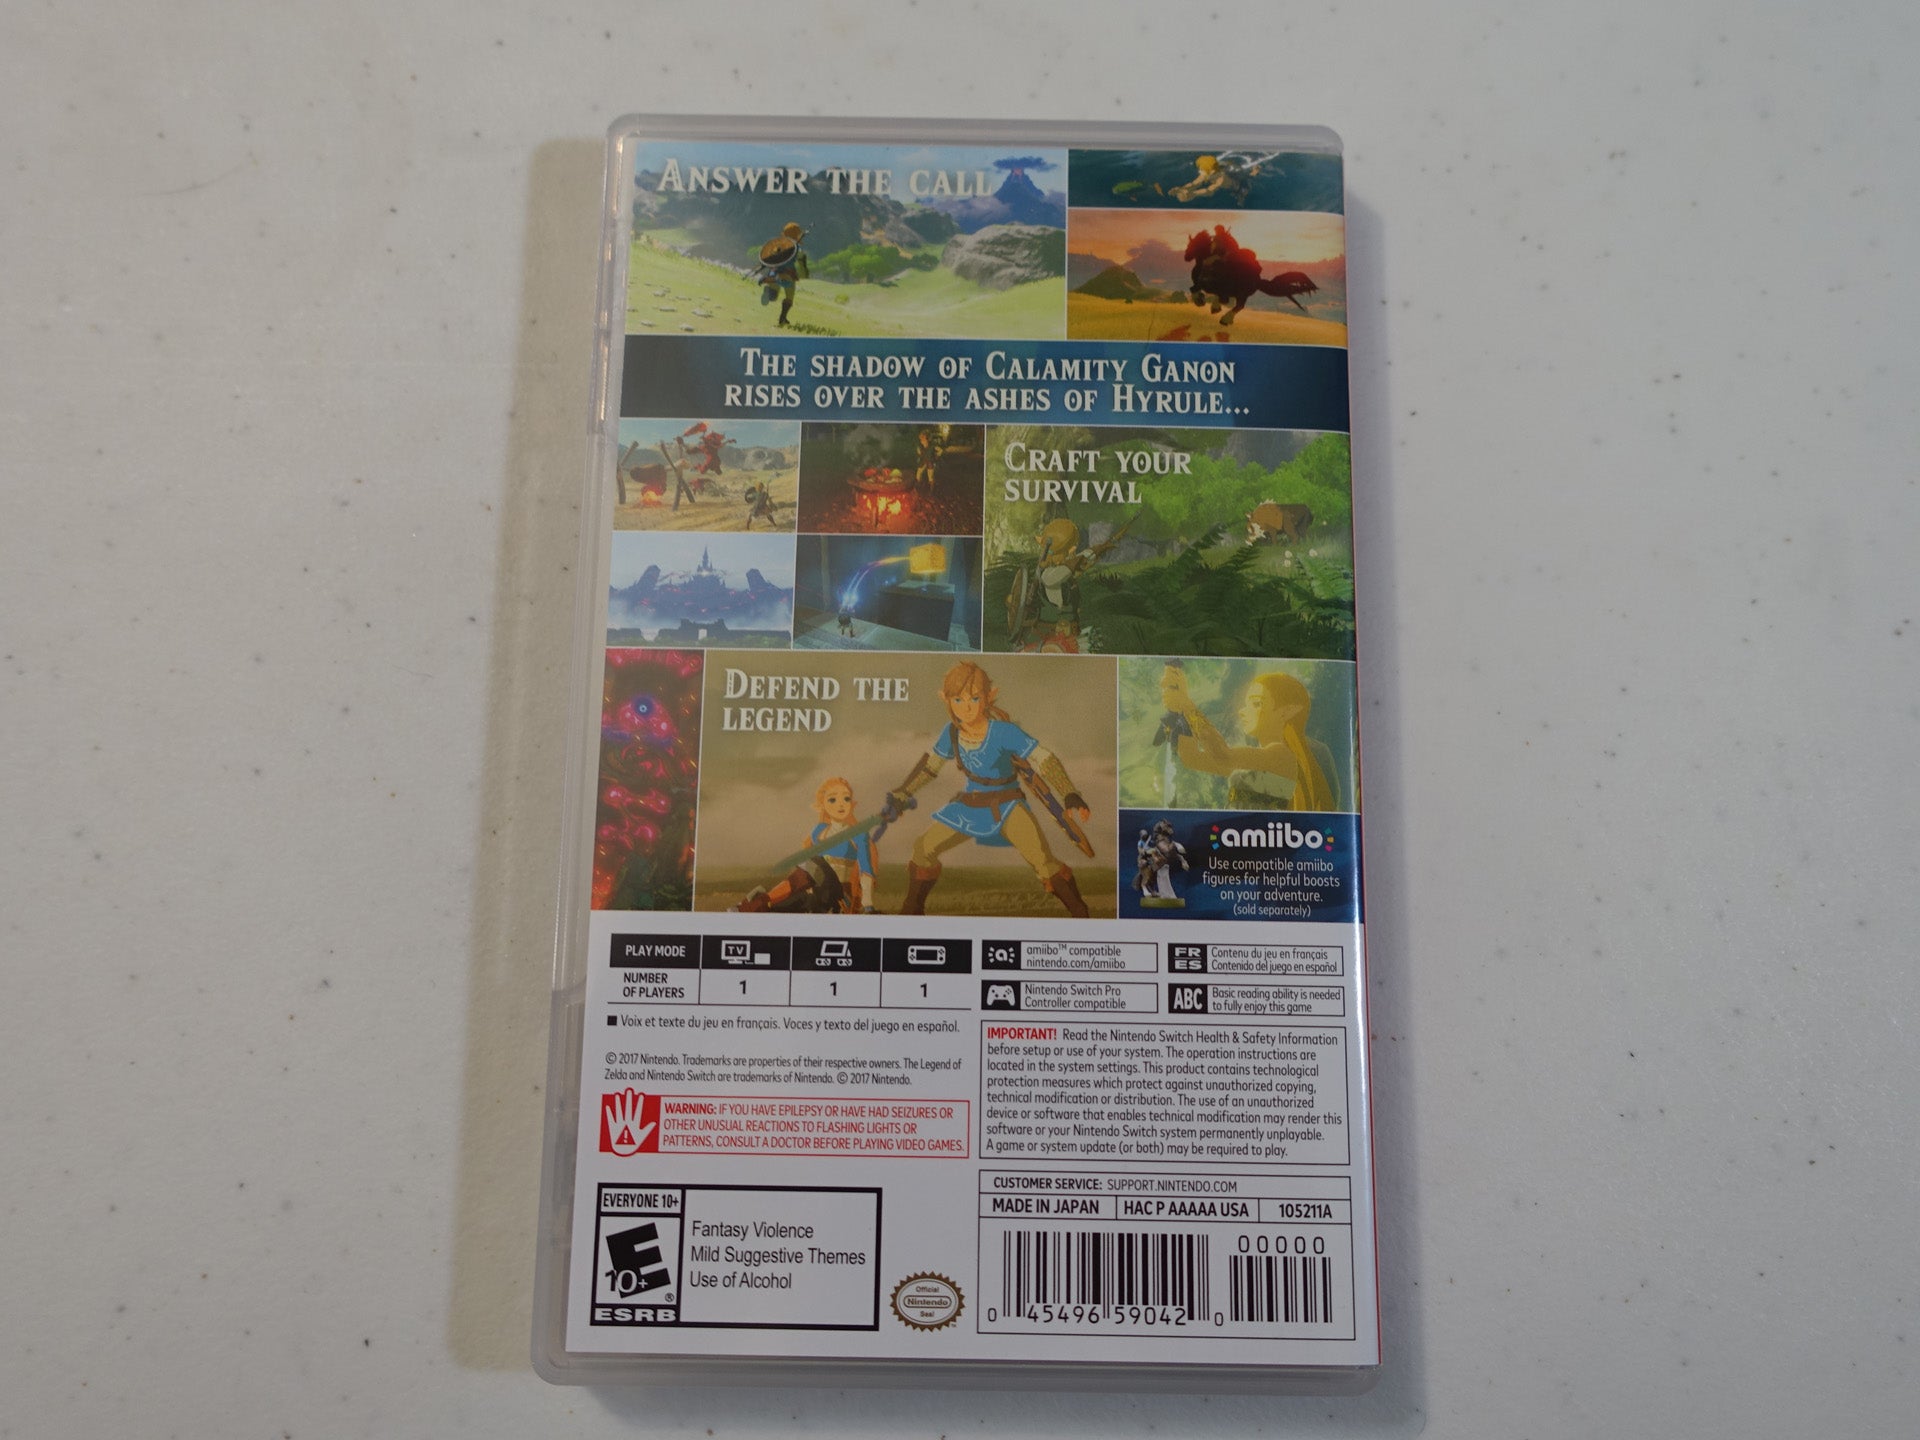 ANSWER THE CALL
THE SHADOW OF CALAMITY GANON
RISES OVER THE ASHES OF HYRULE...
CRAFT YOUR
SURVIVAL
DEFEND THE
LEGEND
amiibo
Use compatible amiibo
figures for helpful boosts
on your adventure.
(sold separately)
PLAY MODE
TV
NUMBER
OF PLAYERS
1
1
1
amiibo™ compatible
nintendo.com/amiibo
FR
ES
Contenu du jeu en français
Contenido del juego en español
Nintendo Switch Pro
Controller compatible
ABC
Basic reading ability is needed
to fully enjoy this game
■ Voix et texte du jeu en français. Voces y texto del juego en español.
© 2017 Nintendo. Trademarks are properties of their respective owners. The Legend of
Zelda and Nintendo Switch are trademarks of Nintendo. © 2017 Nintendo.
WARNING: IF YOU HAVE EPILEPSY OR HAVE HAD SEIZURES OR
OTHER UNUSUAL REACTIONS TO FLASHING LIGHTS OR
PATTERNS, CONSULT A DOCTOR BEFORE PLAYING VIDEO GAMES.
IMPORTANT! Read the Nintendo Switch Health & Safety Information
before setup or use of your system. The operation instructions are
located in the system settings. This product contains technological
protection measures which protect against unauthorized copying,
technical modification or distribution. The use of an unauthorized
device or software that enables technical modification may render this
software or your Nintendo Switch system permanently unplayable.
A game or system update (or both) may be required to play.
EVERYONE 10+
E
10+
®
ESRB
Fantasy Violence
Mild Suggestive Themes
Use of Alcohol
Official
Nintendo
Seal
™
CUSTOMER SERVICE: SUPPORT.NINTENDO.COM
MADE IN JAPAN
HAC P AAAAA USA
105211A
00000
0 45496 59042 0